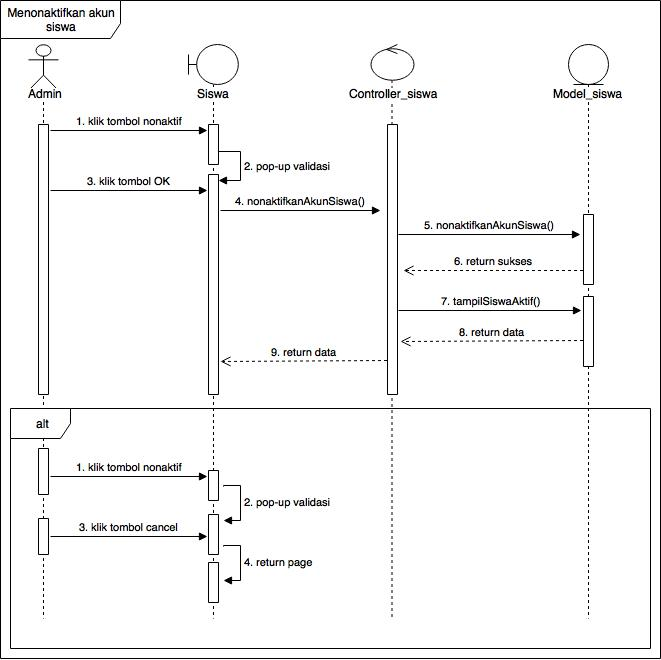 Menonaktifkan akun
siswa
Admin
Siswa
Controller_siswa
Model_siswa
1. klik tombol nonaktif
2. pop-up validasi
3. klik tombol OK
4. nonaktifkanAkunSiswa()
5. nonaktifkanAkunSiswa()
6. return sukses
7. tampilSiswaAktif()
8. return data
9. return data
alt
1. klik tombol nonaktif
2. pop-up validasi
3. klik tombol cancel
4. return page